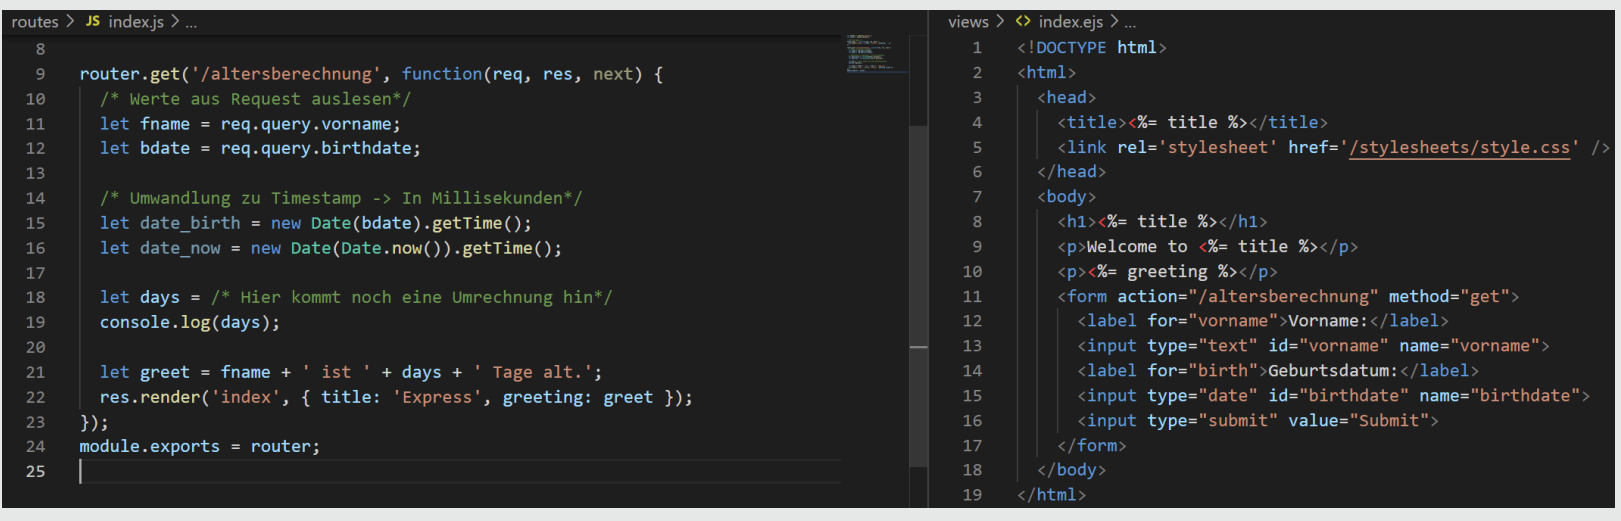 routes > JS index.js > ...
8
9 router.get('/altersberechnung', function(req, res, next) {
10 /* Werte aus Request auslesen*/
11 let fname = req.query.vorname;
12 let bdate = req.query.birthdate;
13
14 /* Umwandlung zu Timestamp -> In Millisekunden*/
15 let date_birth = new Date(bdate).getTime();
16 let date_now = new Date(Date.now()).getTime();
17
18 let days = /* Hier kommt noch eine Umrechnung hin*/
19 console.log(days);
20
21 let greet = fname + ' ist ' + days + ' Tage alt.';
22 res.render('index', { title: 'Express', greeting: greet });
23 });
24 module.exports = router;
25
views > <> index.ejs > ...
1 <!DOCTYPE html>
2 <html>
3 <head>
4 <title><%= title %></title>
5 <link rel='stylesheet' href='/stylesheets/style.css' />
6 </head>
7 <body>
8 <h1><%= title %></h1>
9 <p>Welcome to <%= title %></p>
10 <p><%= greeting %></p>
11 <form action="/altersberechnung" method="get">
12 <label for="vorname">Vorname:</label>
13 <input type="text" id="vorname" name="vorname">
14 <label for="birth">Geburtsdatum:</label>
15 <input type="date" id="birthdate" name="birthdate">
16 <input type="submit" value="Submit">
17 </form>
18 </body>
19 </html>